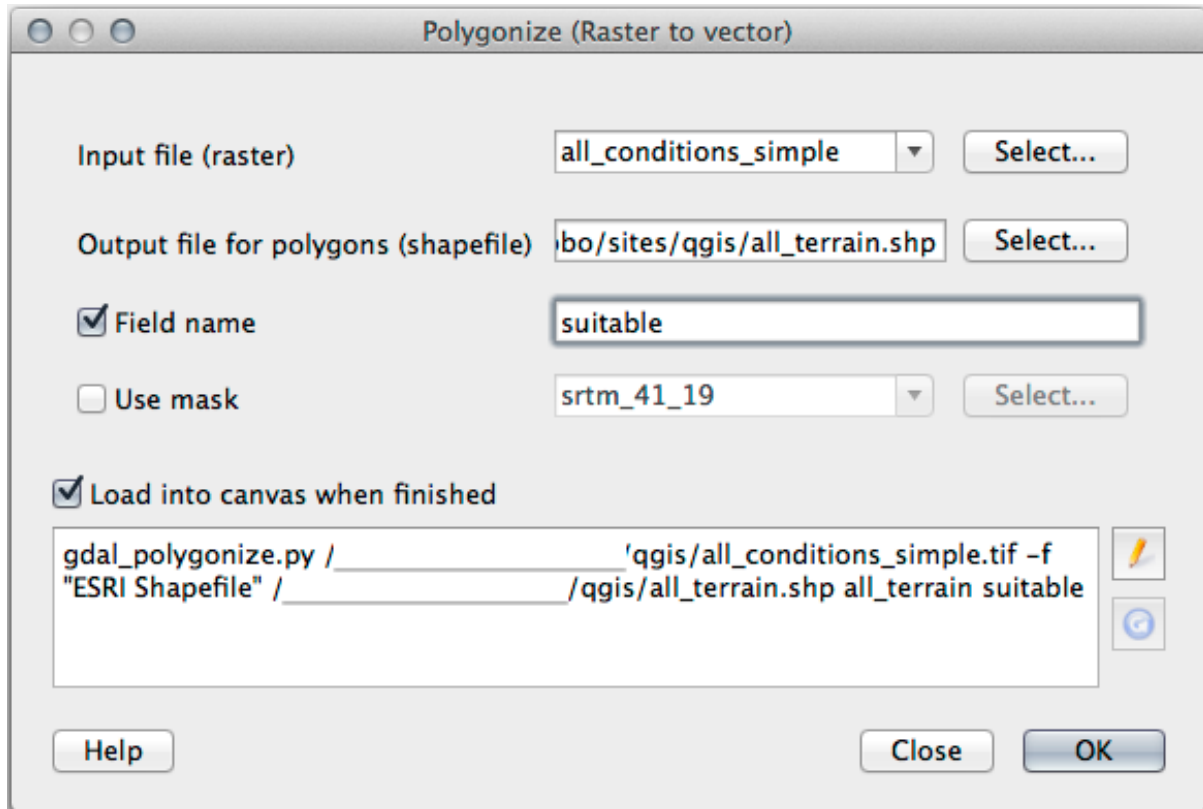 Polygonize (Raster to vector)
Input file (raster) all_conditions_simple Select...
Output file for polygons (shapefile) bo/sites/qgis/all_terrain.shp Select...
Field name suitable
Use mask srtm_41_19 Select...
Load into canvas when finished
gdal_polygonize.py /____________________/qgis/all_conditions_simple.tif -f
"ESRI Shapefile" /____________________/qgis/all_terrain.shp all_terrain suitable
Help Close OK